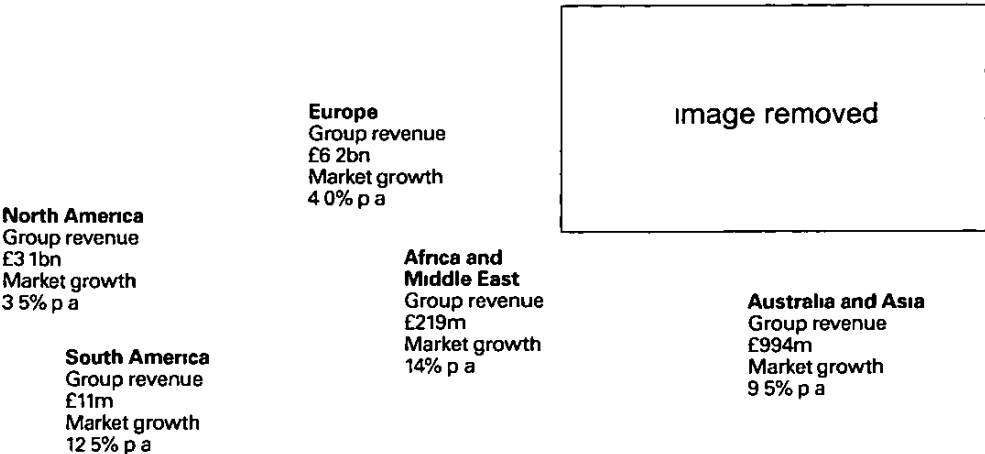 image removed
Europe
Group revenue
£6 2bn
Market growth
4 0% p a
North America
Group revenue
£3 1bn
Market growth
3 5% p a
Africa and
Middle East
Group revenue
£219m
Market growth
14% p a
Australia and Asia
Group revenue
£994m
Market growth
9 5% p a
South America
Group revenue
£11m
Market growth
12 5% p a